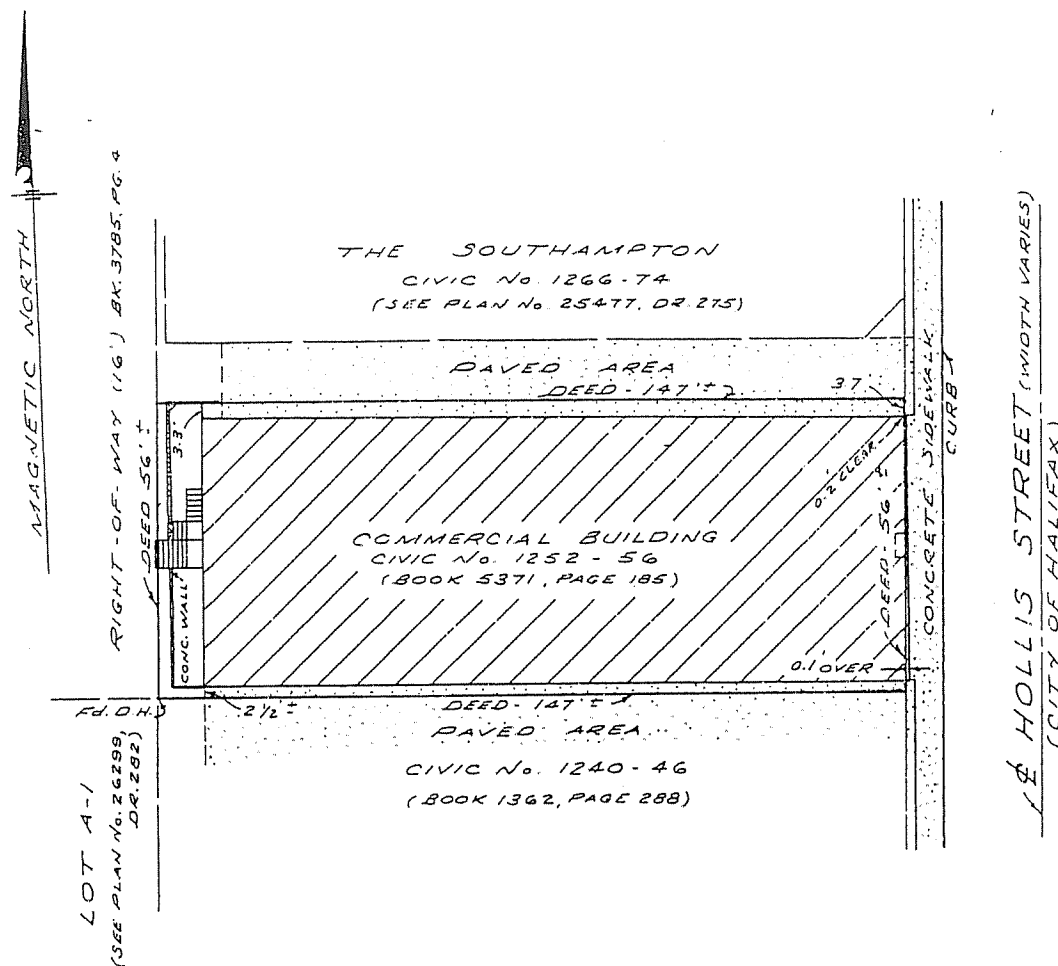 MAGNETIC NORTH
RIGHT-OF-WAY (16') BK. 3785, PG. 4
DEED 56'±
THE SOUTHAMPTON
CIVIC No. 1266-74
(SEE PLAN No. 25477, DR. 275)
PAVED AREA
DEED - 147'±
3.7'
3.3'
0.2' CLEAR
COMMERCIAL BUILDING
CIVIC No. 1252 - 56
(BOOK 5371, PAGE 185)
CONC. WALL
DEED - 56'±
0.1' OVER
CONCRETE SIDEWALK
CURB
℄ HOLLIS STREET (WIDTH VARIES)
(CITY OF HALIFAX)
Fd. D.H.
2 1/2'±
DEED - 147'±
PAVED AREA
CIVIC No. 1240 - 46
(BOOK 1362, PAGE 288)
LOT A-1
(SEE PLAN No. 26299,
DR. 282)